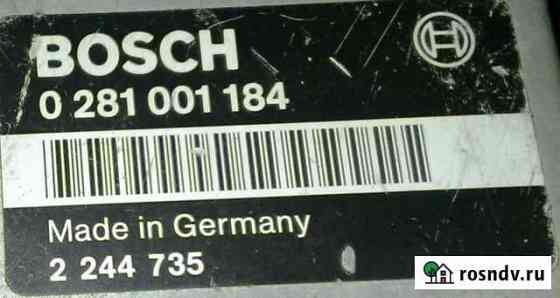 BOSCH
0 281 001 184
Made in Germany
2 244 735
rosndv.ru